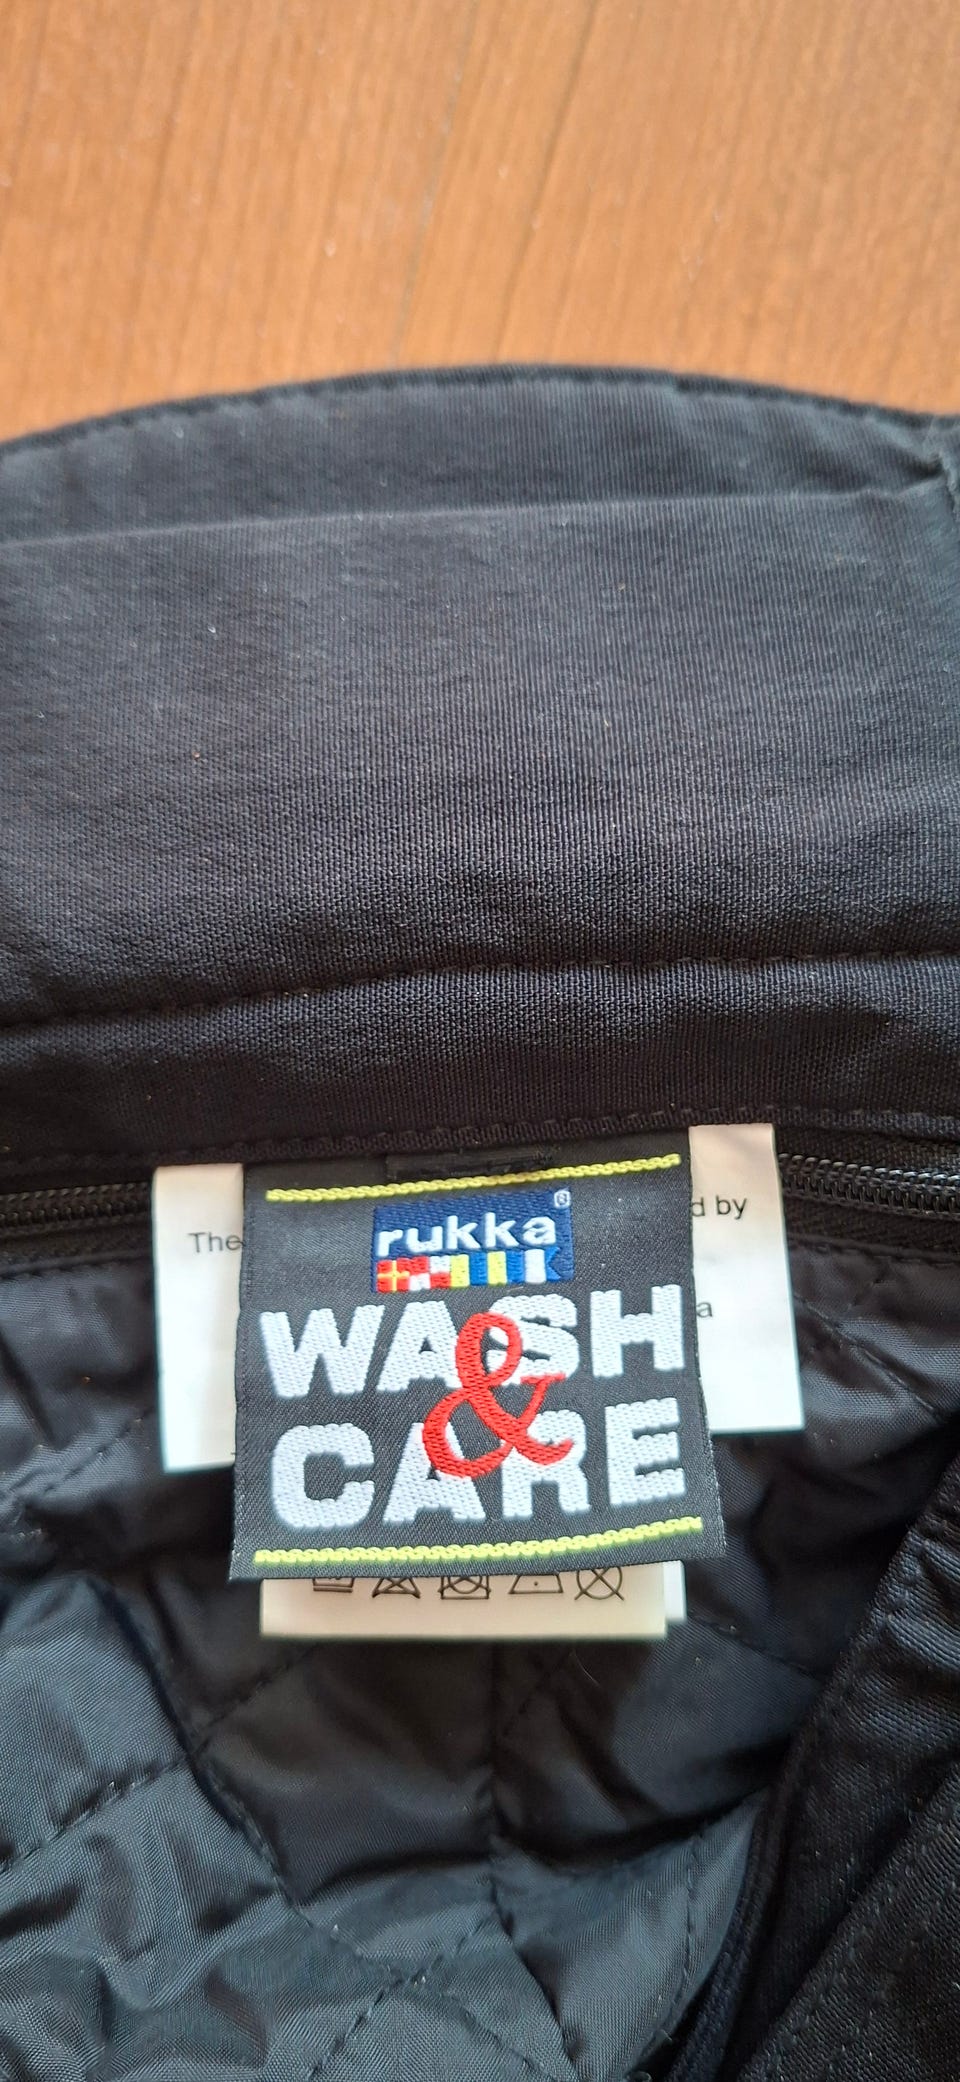 rukka®
The
d by
WASH
a
&
CARE